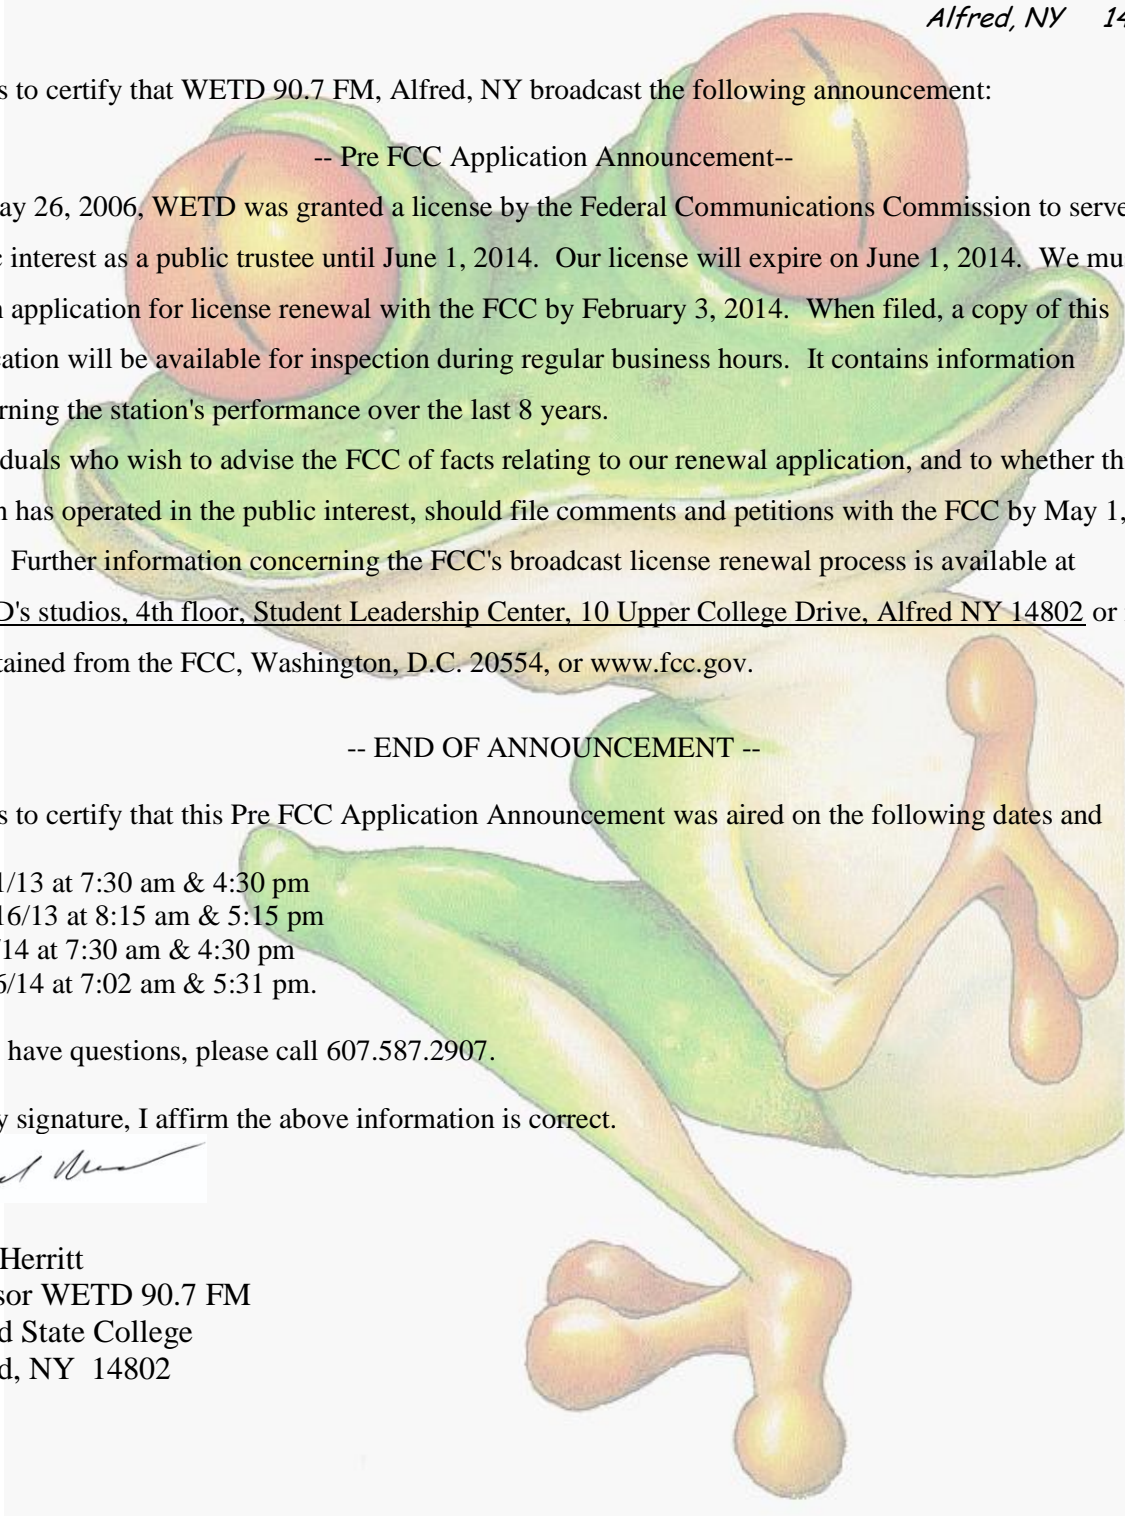 Alfred, NY 14
s to certify that WETD 90.7 FM, Alfred, NY broadcast the following announcement:
-- Pre FCC Application Announcement--
ay 26, 2006, WETD was granted a license by the Federal Communications Commission to serve
c interest as a public trustee until June 1, 2014. Our license will expire on June 1, 2014. We mu
n application for license renewal with the FCC by February 3, 2014. When filed, a copy of this
cation will be available for inspection during regular business hours. It contains information
rning the station's performance over the last 8 years.
duals who wish to advise the FCC of facts relating to our renewal application, and to whether th
n has operated in the public interest, should file comments and petitions with the FCC by May 1,
Further information concerning the FCC's broadcast license renewal process is available at
D's studios, 4th floor, Student Leadership Center, 10 Upper College Drive, Alfred NY 14802 or
tained from the FCC, Washington, D.C. 20554, or www.fcc.gov.
-- END OF ANNOUNCEMENT --
s to certify that this Pre FCC Application Announcement was aired on the following dates and
1/13 at 7:30 am & 4:30 pm
16/13 at 8:15 am & 5:15 pm
/14 at 7:30 am & 4:30 pm
6/14 at 7:02 am & 5:31 pm.
have questions, please call 607.587.2907.
y signature, I affirm the above information is correct.
Herritt
sor WETD 90.7 FM
d State College
d, NY 14802